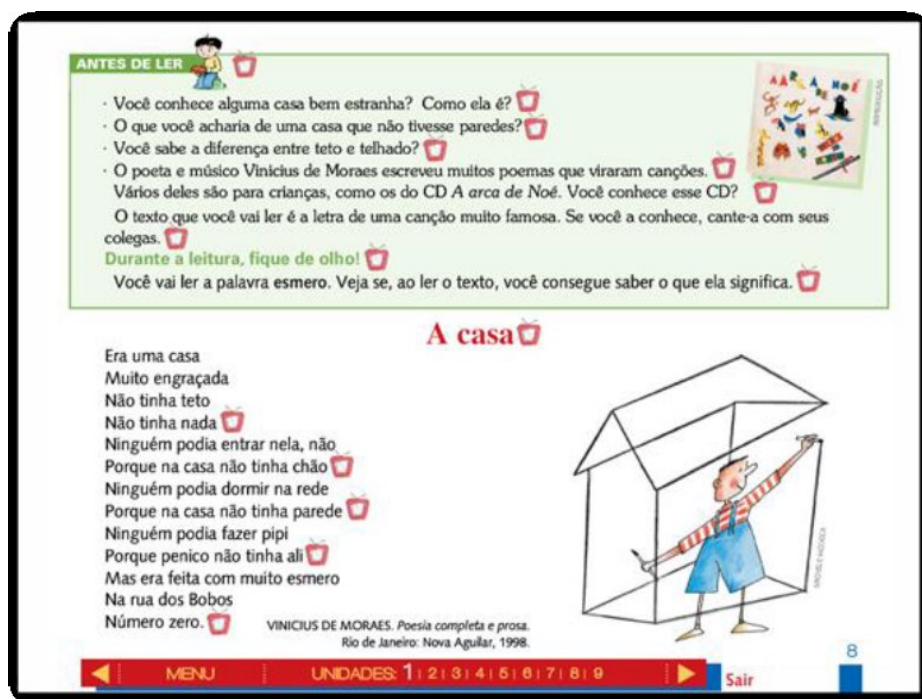 ANTES DE LER
· Você conhece alguma casa bem estranha? Como ela é?
· O que você acharia de uma casa que não tivesse paredes?
· Você sabe a diferença entre teto e telhado?
· O poeta e músico Vinicius de Moraes escreveu muitos poemas que viraram canções.
Vários deles são para crianças, como os do CD A arca de Noé. Você conhece esse CD?
O texto que você vai ler é a letra de uma canção muito famosa. Se você a conhece, cante-a com seus
colegas.
Durante a leitura, fique de olho!
Você vai ler a palavra esmero. Veja se, ao ler o texto, você consegue saber o que ela significa.
A casa
Era uma casa
Muito engraçada
Não tinha teto
Não tinha nada
Ninguém podia entrar nela, não
Porque na casa não tinha chão
Ninguém podia dormir na rede
Porque na casa não tinha parede
Ninguém podia fazer pipi
Porque penico não tinha ali
Mas era feita com muito esmero
Na rua dos Bobos
Número zero.
VINICIUS DE MORAES. Poesia completa e prosa.
Rio de Janeiro: Nova Aguilar, 1998.
8
MENU UNIDADES: 1 | 2 | 3 | 4 | 5 | 6 | 7 | 8 | 9
Sair